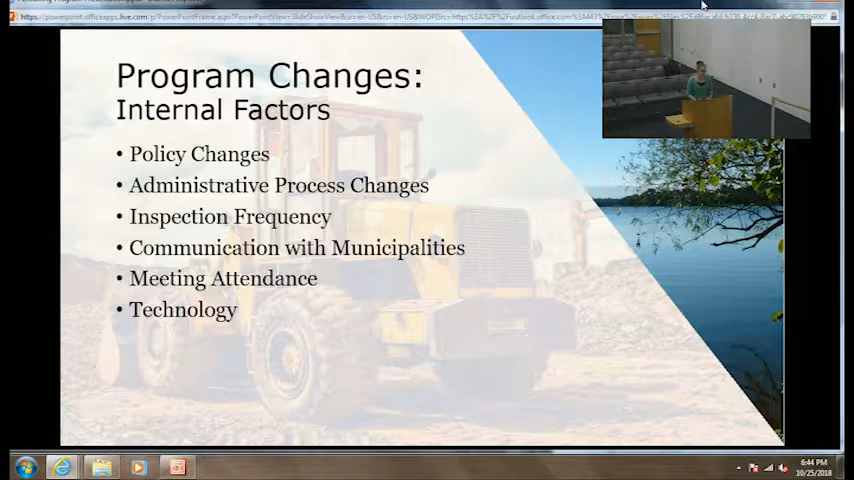 Program Changes:
Internal Factors
• Policy Changes
• Administrative Process Changes
• Inspection Frequency
• Communication with Municipalities
• Meeting Attendance
• Technology
6:44 PM
10/25/2018